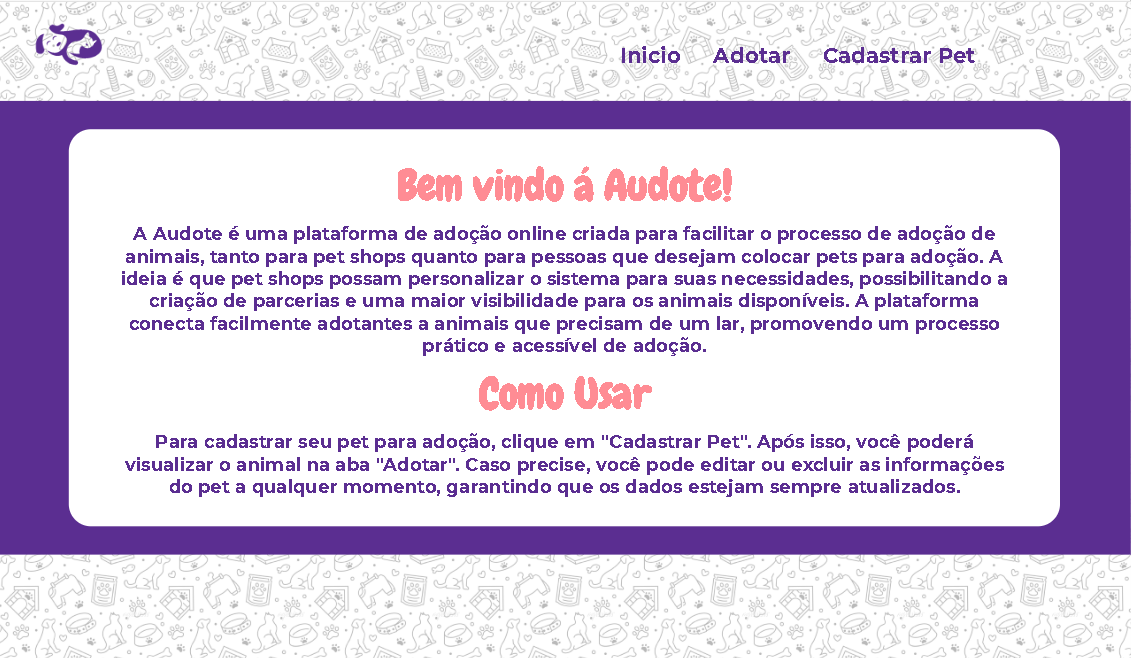 Inicio Adotar Cadastrar Pet
Bem vindo á Audote!
A Audote é uma plataforma de adoção online criada para facilitar o processo de adoção de
animais, tanto para pet shops quanto para pessoas que desejam colocar pets para adoção. A
ideia é que pet shops possam personalizar o sistema para suas necessidades, possibilitando a
criação de parcerias e uma maior visibilidade para os animais disponíveis. A plataforma
conecta facilmente adotantes a animais que precisam de um lar, promovendo um processo
prático e acessível de adoção.
Como Usar
Para cadastrar seu pet para adoção, clique em "Cadastrar Pet". Após isso, você poderá
visualizar o animal na aba "Adotar". Caso precise, você pode editar ou excluir as informações
do pet a qualquer momento, garantindo que os dados estejam sempre atualizados.